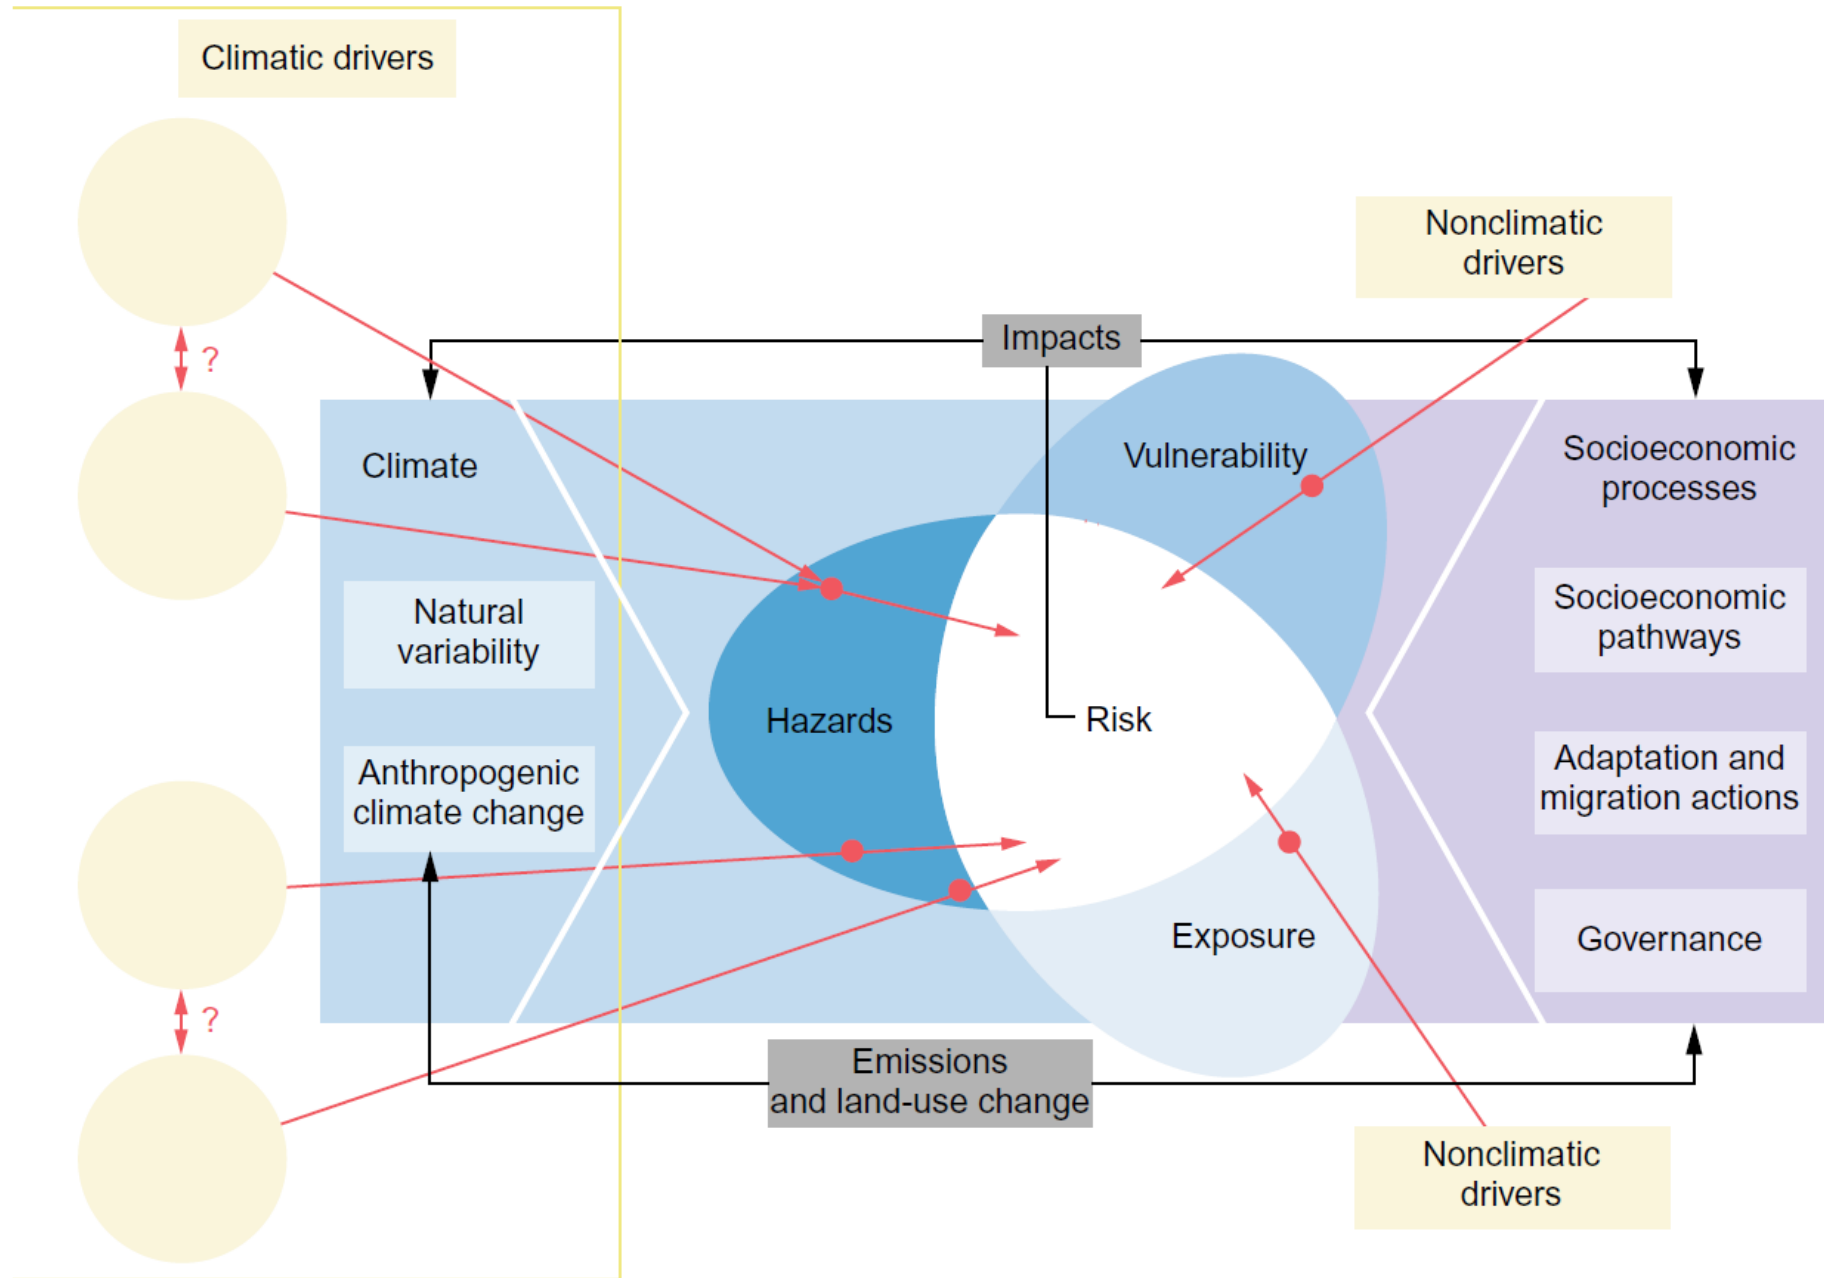 Climatic drivers
Nonclimatic
drivers
Impacts
?
Climate
Vulnerability
Socioeconomic
processes
Natural
variability
Socioeconomic
pathways
Hazards
Risk
Anthropogenic
climate change
Adaptation and
migration actions
Exposure
Governance
?
Emissions
and land-use change
Nonclimatic
drivers